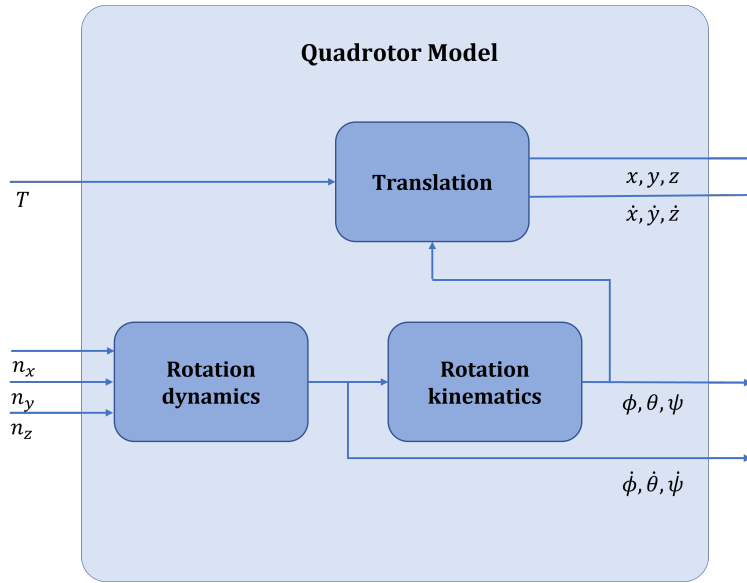 Quadrotor Model
Translation
T
x, y, z
ẋ, ẏ, ż
Rotation
dynamics
Rotation
kinematics
n_x
n_y
n_z
ϕ, θ, ψ
ϕ̇, θ̇, ψ̇